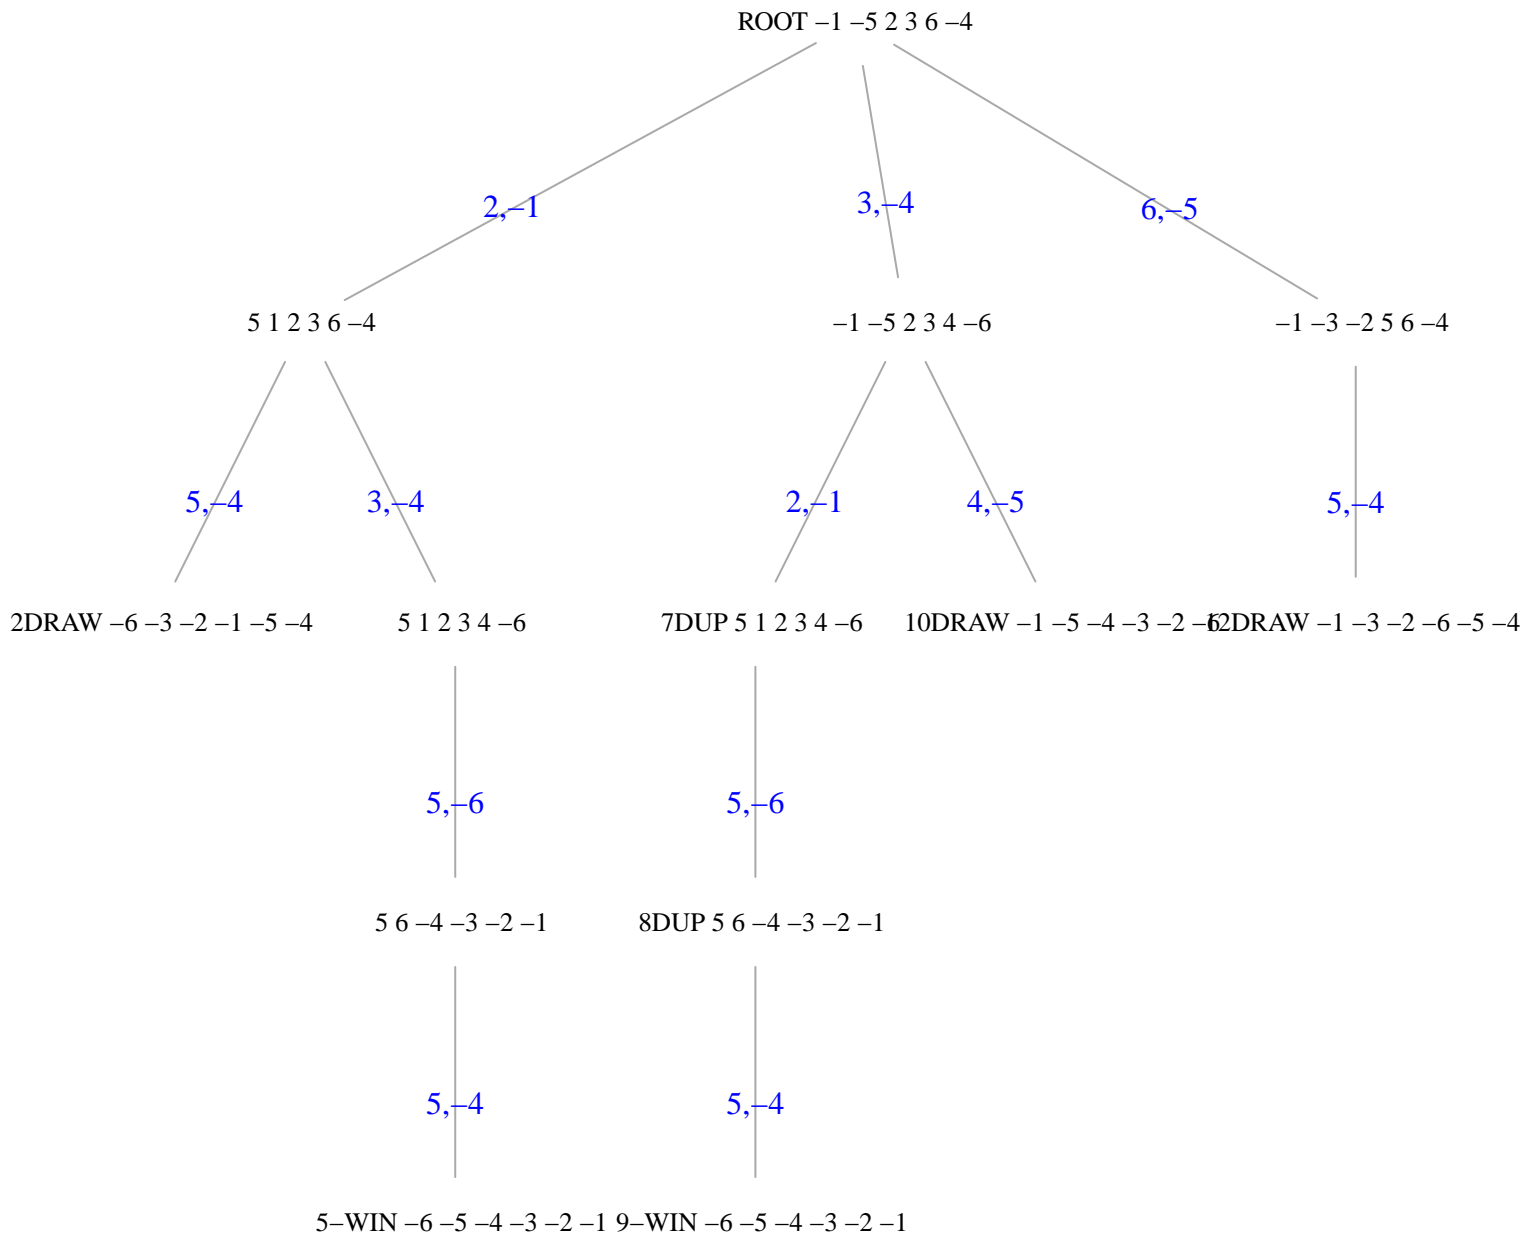 ROOT –1 –5 2 3 6 –4
2,–1
3,–4
6,–5
5 1 2 3 6 –4
–1 –5 2 3 4 –6
–1 –3 –2 5 6 –4
5,–4
3,–4
2,–1
4,–5
5,–4
2DRAW –6 –3 –2 –1 –5 –4
5 1 2 3 4 –6
7DUP 5 1 2 3 4 –6
10DRAW –1 –5 –4 –3 –2 –6
12DRAW –1 –3 –2 –6 –5 –4
5,–6
5,–6
5 6 –4 –3 –2 –1
8DUP 5 6 –4 –3 –2 –1
5,–4
5,–4
5–WIN –6 –5 –4 –3 –2 –1
9–WIN –6 –5 –4 –3 –2 –1